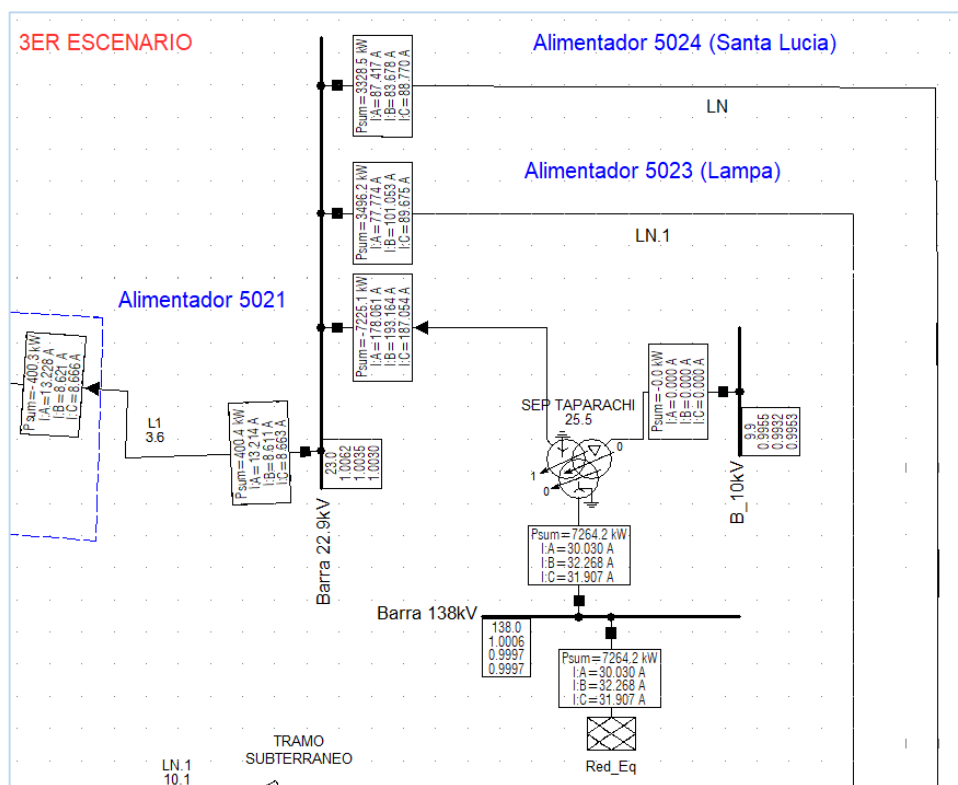 3ER ESCENARIO
Alimentador 5024 (Santa Lucia)
Psum=3328.5 kW
I:A=87.417 A
I:B=83.678 A
I:C=88.770 A
LN
Alimentador 5023 (Lampa)
Psum=3496.2 kW
I:A=77.774 A
I:B=101.053 A
I:C=89.675 A
LN.1
Alimentador 5021
Psum=-7225.1 kW
I:A=178.061 A
I:B=193.164 A
I:C=187.054 A
Psum=-400.3 kW
I:A=13.228 A
I:B=8.621 A
I:C=8.666 A
L1
3.6
Psum=400.4 kW
I:A=13.214 A
I:B=8.611 A
I:C=8.663 A
23.0
1.0062
1.0035
1.0030
Barra 22.9kV
SEP TAPARACHI
25.5
0
1
0
Psum=-0.0 kW
I:A=0.000 A
I:B=0.000 A
I:C=0.000 A
9.9
0.9955
0.9932
0.9953
B_10kV
Psum=7264.2 kW
I:A=30.030 A
I:B=32.268 A
I:C=31.907 A
Barra 138kV
138.0
1.0006
0.9997
0.9997
Psum=7264.2 kW
I:A=30.030 A
I:B=32.268 A
I:C=31.907 A
Red_Eq
TRAMO
SUBTERRANEO
LN.1
10.1